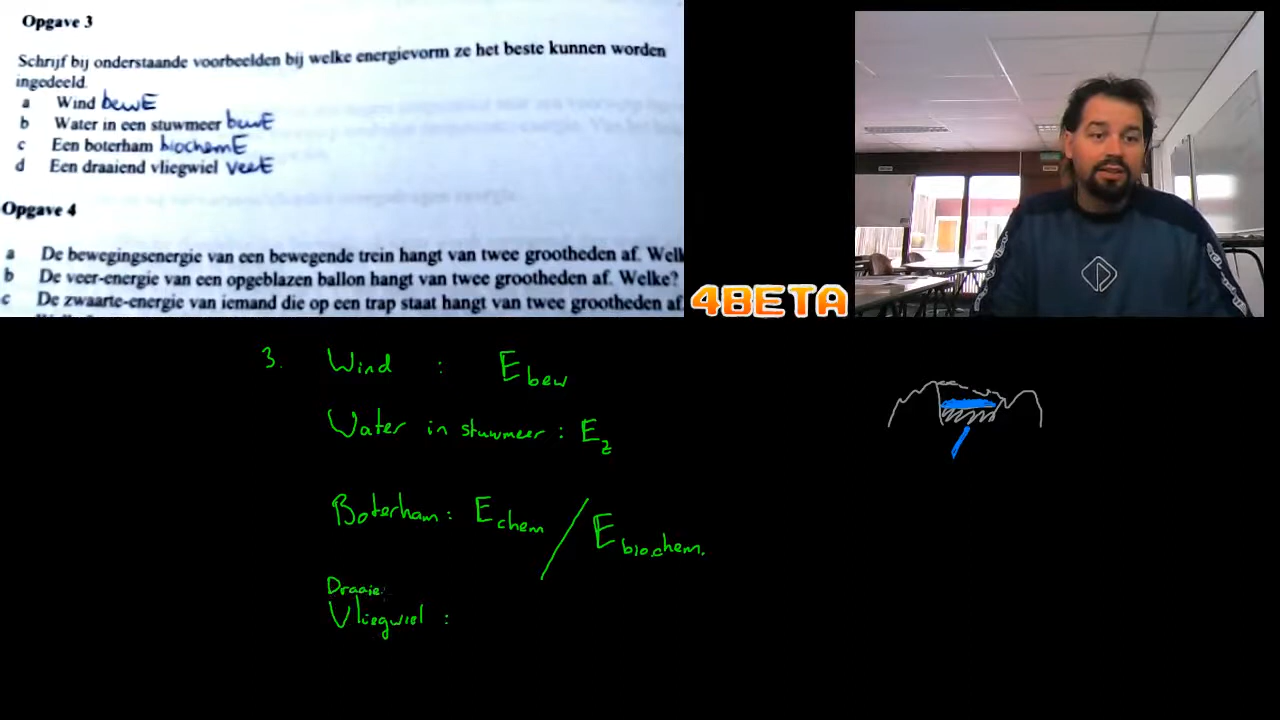 Opgave 3
Schrijf bij onderstaande voorbeelden bij welke energievorm ze het beste kunnen worden
ingedeeld.
a Wind bewE
b Water in een stuwmeer bewE
c Een boterham biochemE
d Een draaiend vliegwiel veerE
Opgave 4
a De bewegingsenergie van een bewegende trein hangt van twee grootheden af. Welk
b De veer-energie van een opgeblazen ballon hangt van twee grootheden af. Welke?
c De zwaarte-energie van iemand die op een trap staat hangt van twee grootheden af
4BETA
3. Wind : E bew
Water in stuwmeer : E z
Boterham : E chem / E biochem.
Draaie.
Vliegwiel :